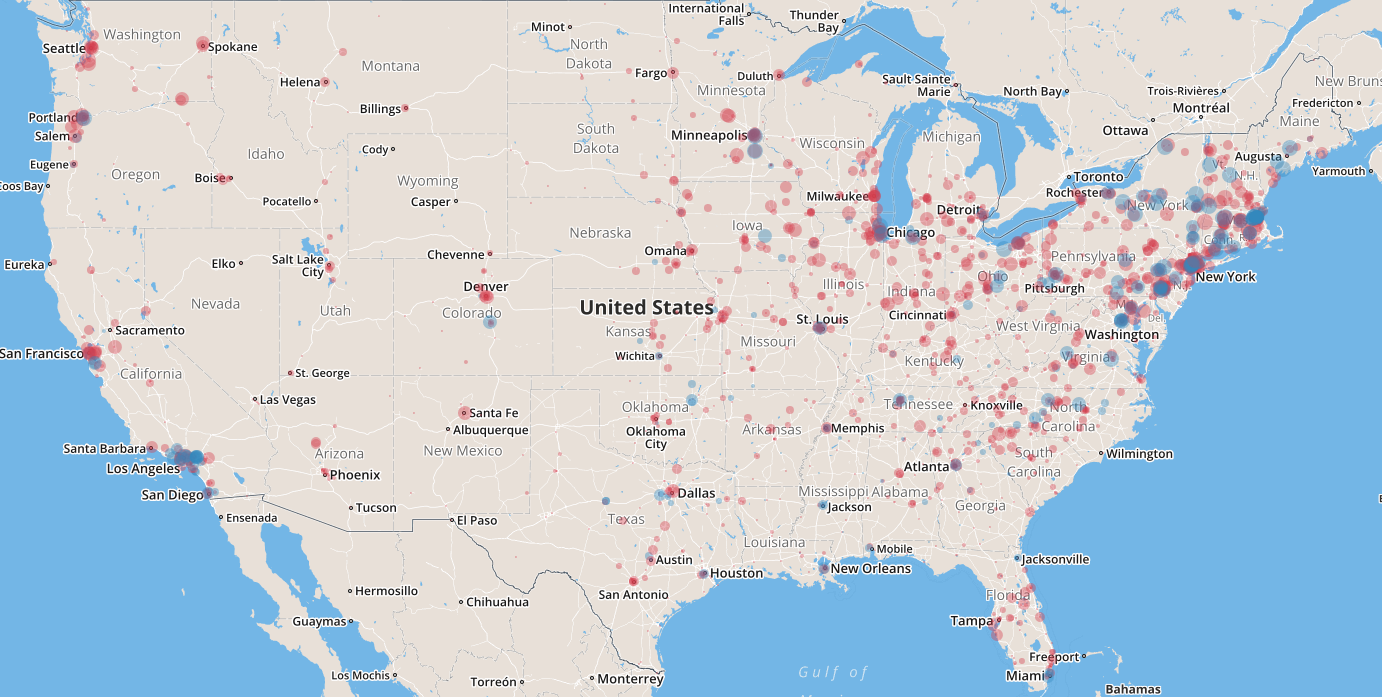 International
Falls
Thunder
Bay
Minot
North
Dakota
Washington
Seattle
Spokane
Montana
Helena
Fargo
Duluth
Sault Sainte
Marie
North Bay
Trois-Rivières
New Bruns
Minnesota
Billings
Montréal
Fredericton
Portland
Salem
South
Dakota
Minneapolis
Wisconsin
Michigan
Ottawa
Maine
Cody
Idaho
Eugene
Oregon
Boise
Wyoming
Augusta
Vt.
N.H.
Yarmouth
Toronto
Coos Bay
Pocatello
Casper
Milwaukee
Detroit
Rochester
New York
Iowa
Nebraska
Chicago
Conn.
Eureka
Elko
Salt Lake
City
Chevenne
Omaha
Pennsylvania
Ohio
Pittsburgh
New York
N.J.
Denver
Illinois
Indiana
Nevada
Utah
Colorado
United States
Kansas
St. Louis
Cincinnati
West Virginia
Del.
Washington
Sacramento
Missouri
San Francisco
California
Wichita
Kentucky
Virginia
St. George
Las Vegas
Santa Fe
Albuquerque
Oklahoma
Oklahoma
City
Tennessee
Knoxville
North
Carolina
Arkansas
Memphis
Santa Barbara
Los Angeles
Arizona
New Mexico
Phoenix
South
Carolina
Wilmington
Atlanta
San Diego
Dallas
Mississippi
Alabama
Georgia
Jackson
Tucson
Ensenada
El Paso
Texas
Louisiana
Mobile
Austin
Houston
New Orleans
Jacksonville
Hermosillo
Chihuahua
San Antonio
Florida
Guaymas
Tampa
Freeport
Los Mochis
Torreón
Monterrey
Gulf of
Miami
Bahamas